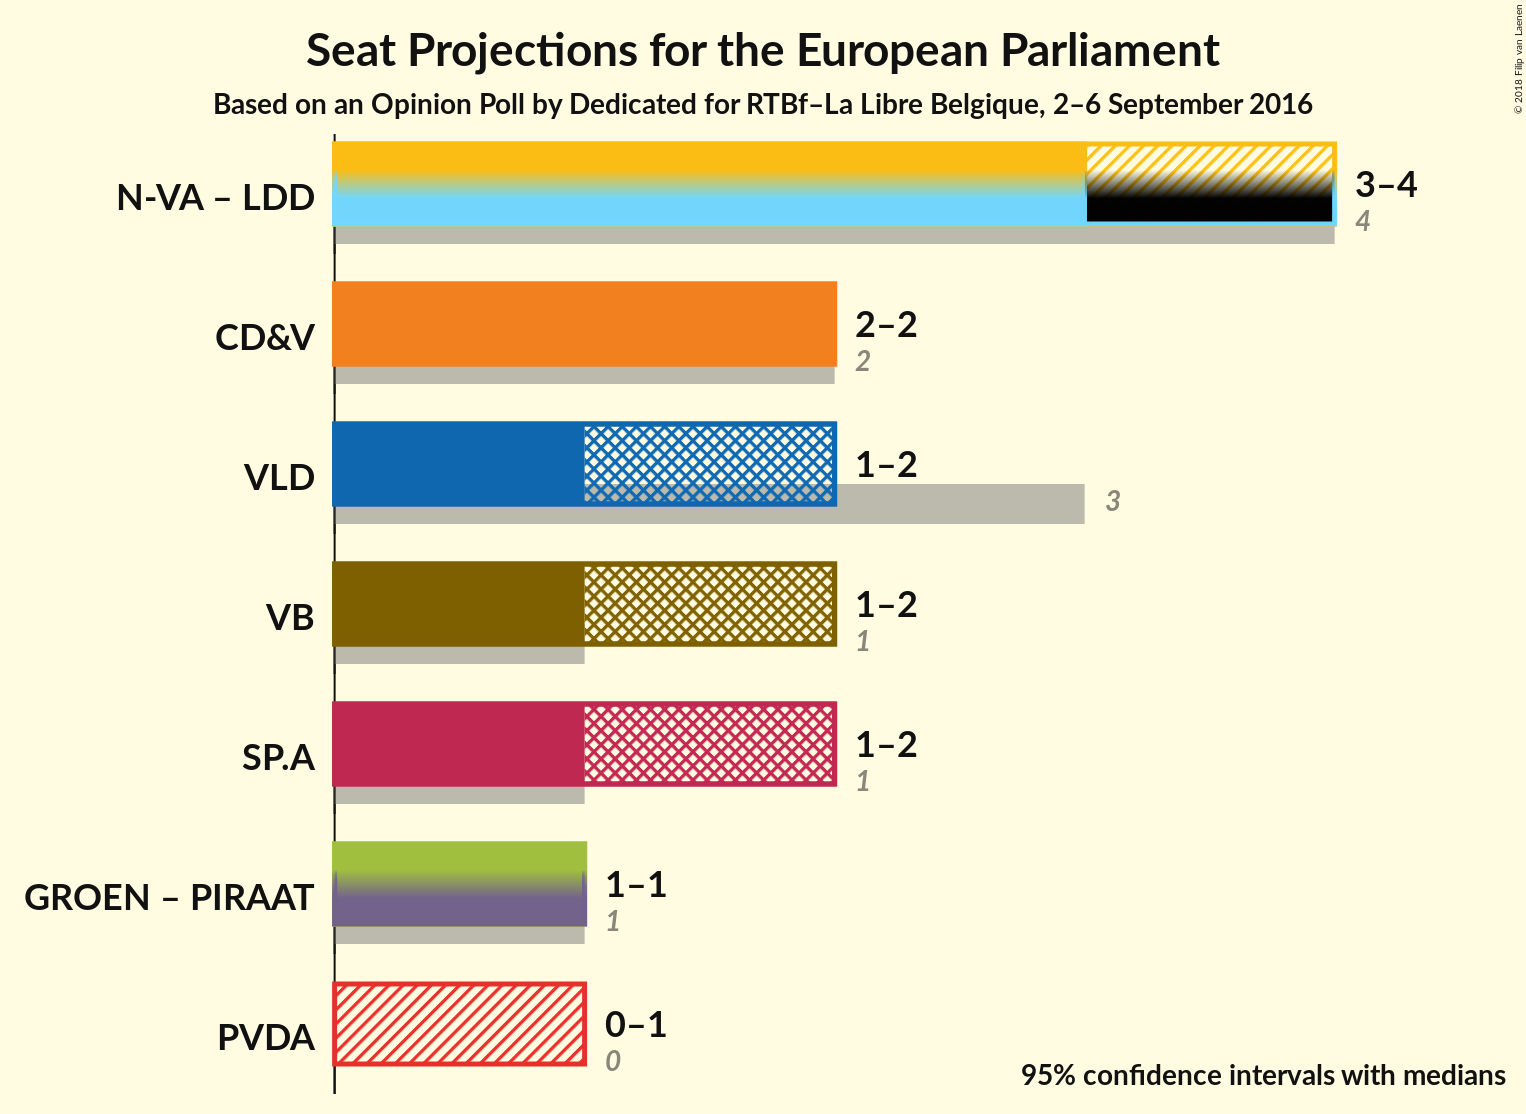 Seat Projections for the European Parliament
Based on an Opinion Poll by Dedicated for RTBf–La Libre Belgique, 2–6 September 2016
© 2018 Filip van Laenen
N-VA – LDD
3–4
4
CD&V
2–2
2
VLD
1–2
3
VB
1–2
1
SP.A
1–2
1
GROEN – PIRAAT
1–1
1
PVDA
0–1
0
95% confidence intervals with medians